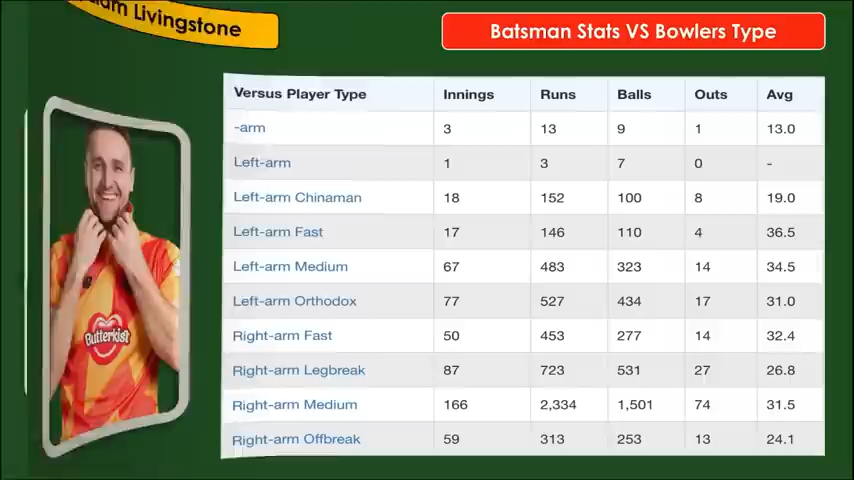 Livingstone
Batsman Stats VS Bowlers Type
Versus Player Type Innings Runs Balls Outs Avg
-arm 3 13 9 1 13.0
Left-arm 1 3 7 0 -
Left-arm Chinaman 18 152 100 8 19.0
Left-arm Fast 17 146 110 4 36.5
Left-arm Medium 67 483 323 14 34.5
Left-arm Orthodox 77 527 434 17 31.0
Right-arm Fast 50 453 277 14 32.4
Right-arm Legbreak 87 723 531 27 26.8
Right-arm Medium 166 2,334 1,501 74 31.5
Right-arm Offbreak 59 313 253 13 24.1
Butterkist